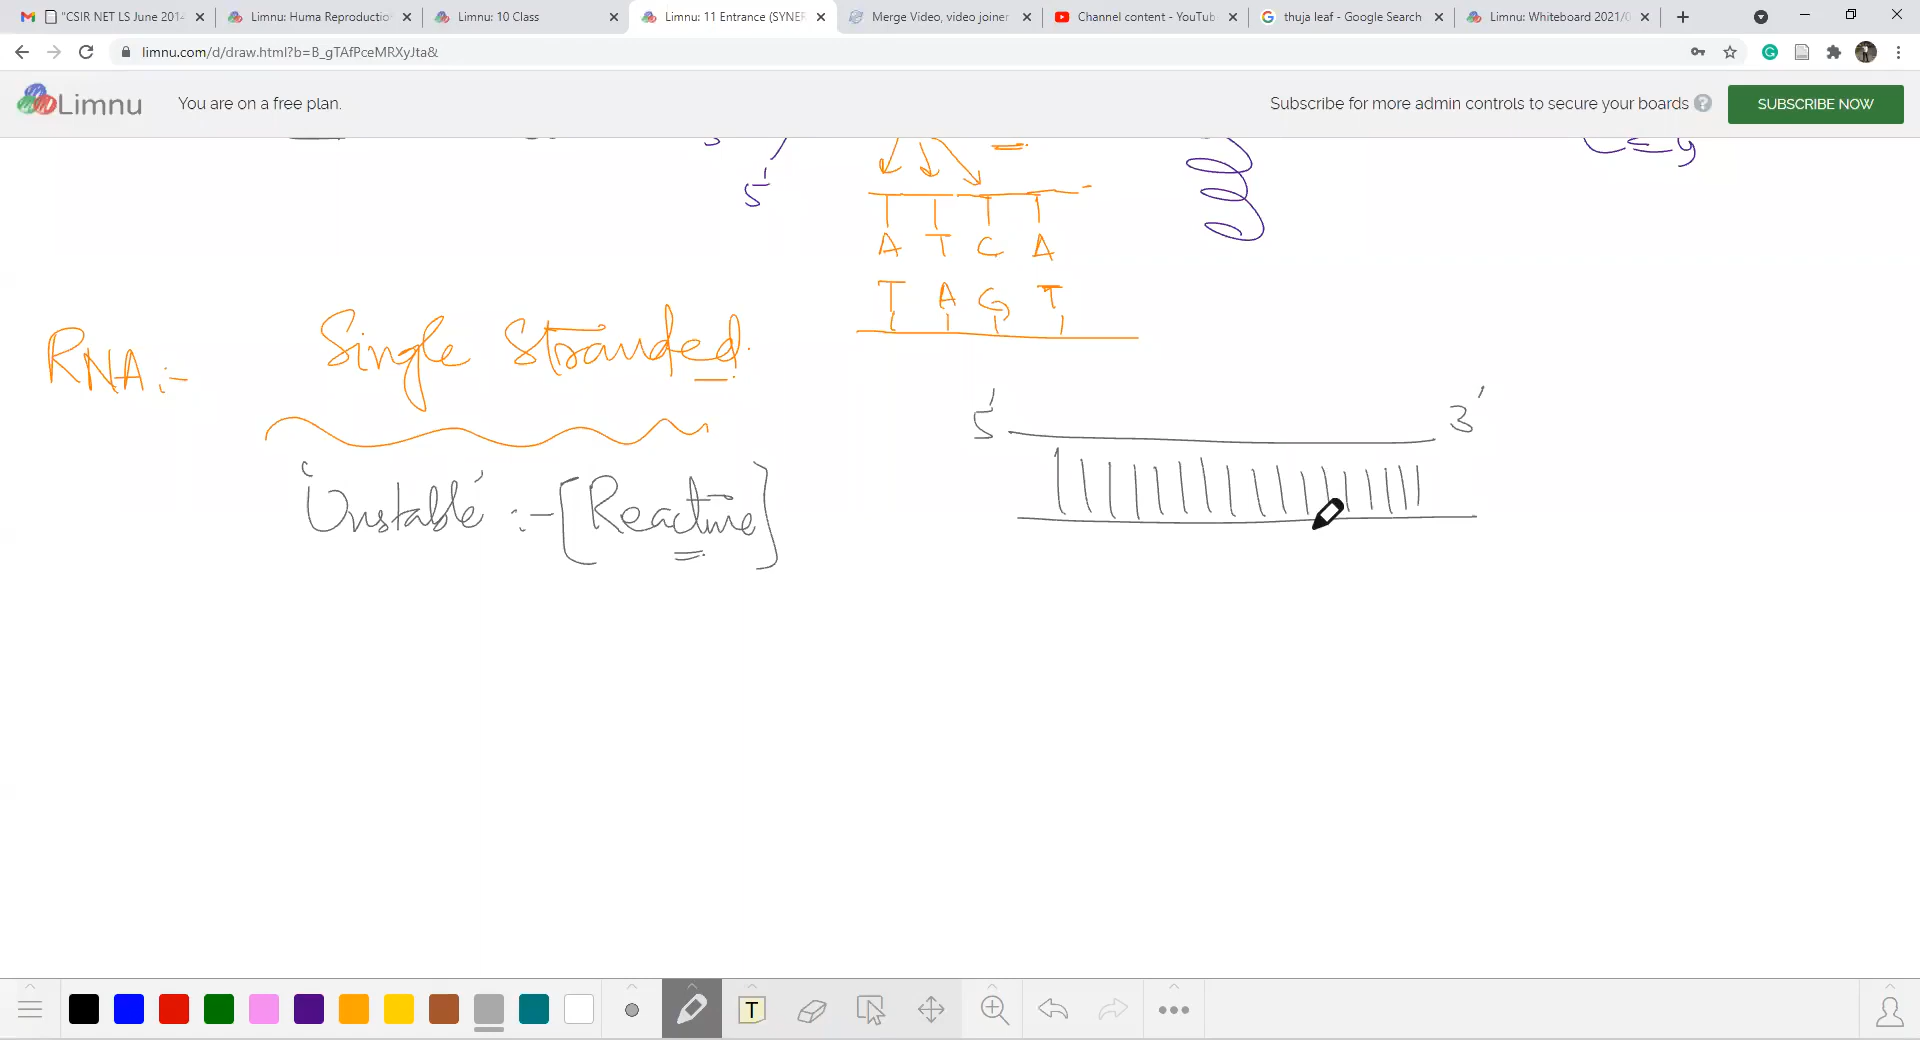 "CSIR NET LS June 2014
Limnu: Huma Reproductio
Limnu: 10 Class
Limnu: 11 Entrance (SYNER
Merge Video, video joiner
Channel content - YouTub
thuja leaf - Google Search
Limnu: Whiteboard 2021/0
limnu.com/d/draw.html?b=B_gTAfPceMRXyJta&
Limnu
You are on a free plan.
Subscribe for more admin controls to secure your boards ?
SUBSCRIBE NOW
5'
A T C A
T A G T
RNA :-
Single Stranded.
5' 3'
'Unstable' :- [Reactive]
T